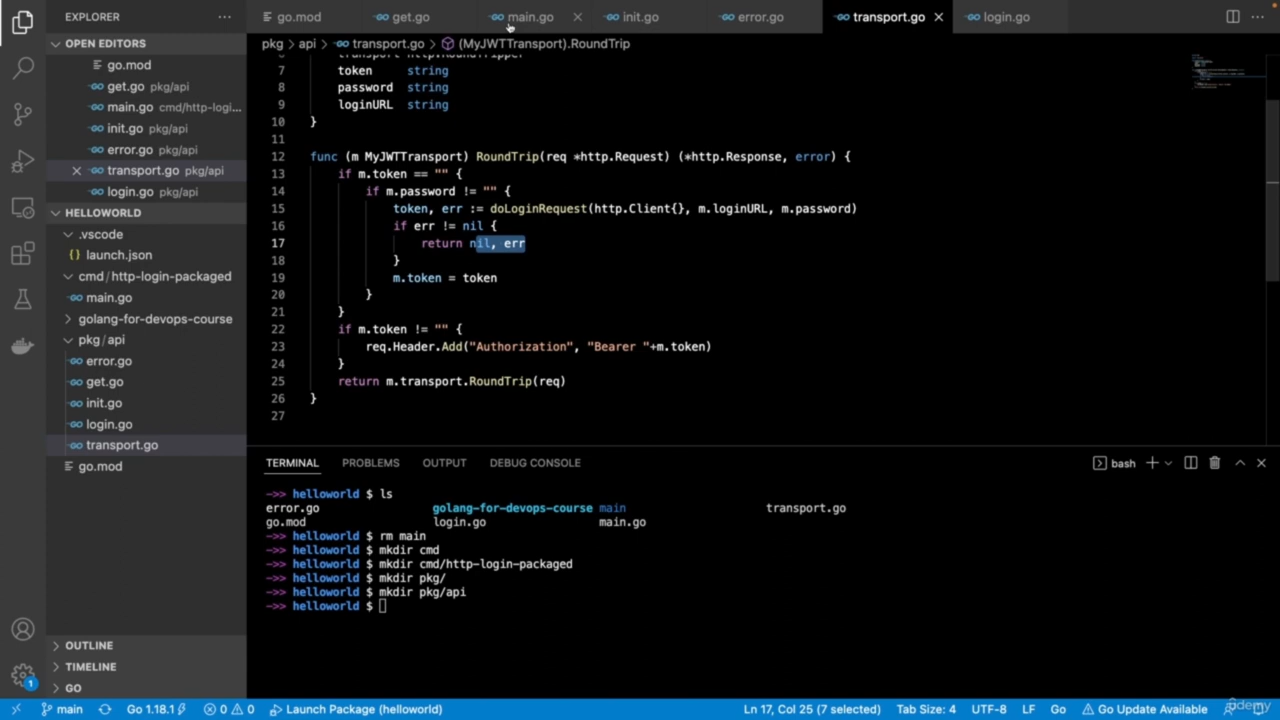 EXPLORER ··· go.mod get.go main.go init.go error.go transport.go login.go
OPEN EDITORS
go.mod
get.go pkg/api
main.go cmd/http-logi...
init.go pkg/api
error.go pkg/api
transport.go pkg/api
login.go pkg/api
HELLOWORLD
.vscode
{} launch.json
cmd/http-login-packaged
main.go
golang-for-devops-course
pkg/api
error.go
get.go
init.go
login.go
transport.go
go.mod
OUTLINE
TIMELINE
GO
pkg > api > transport.go > (MyJWTTransport).RoundTrip
7 token string
8 password string
9 loginURL string
10 }
11
12 func (m MyJWTTransport) RoundTrip(req *http.Request) (*http.Response, error) {
13 if m.token == "" {
14 if m.password != "" {
15 token, err := doLoginRequest(http.Client{}, m.loginURL, m.password)
16 if err != nil {
17 return nil, err
18 }
19 m.token = token
20 }
21 }
22 if m.token != "" {
23 req.Header.Add("Authorization", "Bearer "+m.token)
24 }
25 return m.transport.RoundTrip(req)
26 }
27
TERMINAL PROBLEMS OUTPUT DEBUG CONSOLE bash
->> helloworld $ ls
error.go golang-for-devops-course main transport.go
go.mod login.go main.go
->> helloworld $ rm main
->> helloworld $ mkdir cmd
->> helloworld $ mkdir cmd/http-login-packaged
->> helloworld $ mkdir pkg/
->> helloworld $ mkdir pkg/api
->> helloworld $
1
main Go 1.18.1 0 0 Launch Package (helloworld) Ln 17, Col 25 (7 selected) Tab Size: 4 UTF-8 LF Go Go Update Available
ûdemy